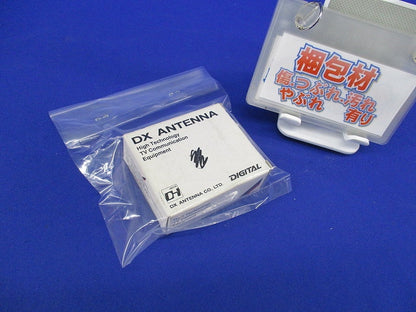 DX ANTENNA
High Technology
TV Communication
Equipment
DX ANTENNA CO., LTD.
DIGITAL
梱包材
傷,つぶれ,汚れ
やぶれ 有り